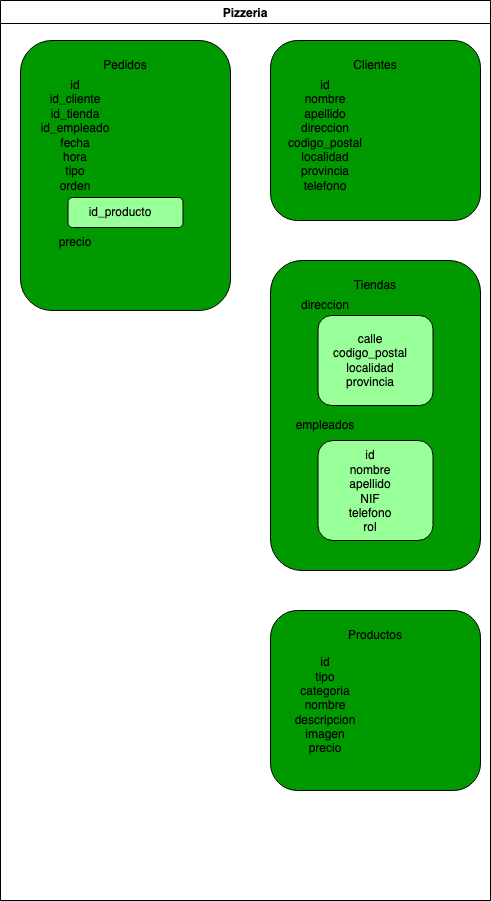 Pizzeria
Pedidos
id
id_cliente
id_tienda
id_empleado
fecha
hora
tipo
orden
id_producto
precio
Clientes
id
nombre
apellido
direccion
codigo_postal
localidad
provincia
telefono
Tiendas
direccion
calle
codigo_postal
localidad
provincia
empleados
id
nombre
apellido
NIF
telefono
rol
Productos
id
tipo
categoria
nombre
descripcion
imagen
precio